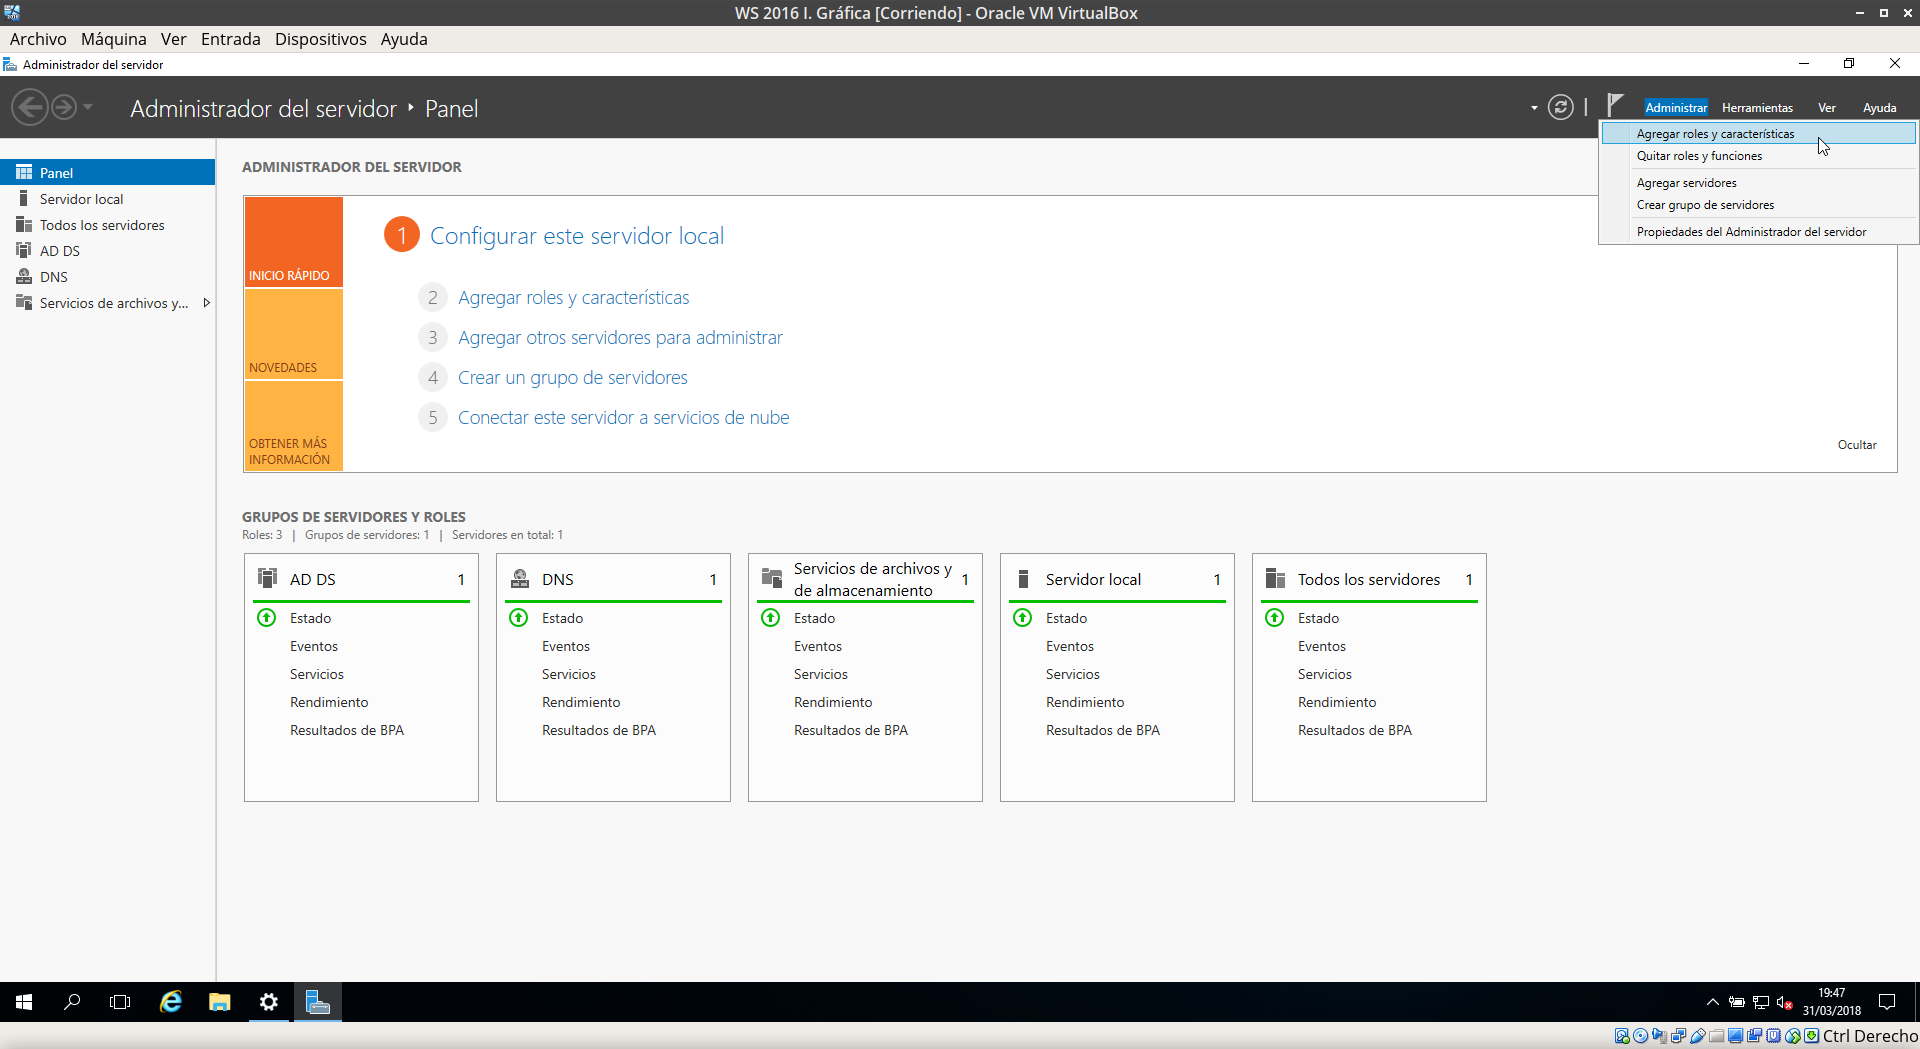 WS 2016 I. Gráfica [Corriendo] - Oracle VM VirtualBox
Archivo Máquina Ver Entrada Dispositivos Ayuda
Administrador del servidor
Administrador del servidor ‣ Panel
Administrar Herramientas Ver Ayuda
Agregar roles y características
Quitar roles y funciones
Agregar servidores
Crear grupo de servidores
Propiedades del Administrador del servidor
Panel
Servidor local
Todos los servidores
AD DS
DNS
Servicios de archivos y...
ADMINISTRADOR DEL SERVIDOR
INICIO RÁPIDO
NOVEDADES
OBTENER MÁS
INFORMACIÓN
1 Configurar este servidor local
2 Agregar roles y características
3 Agregar otros servidores para administrar
4 Crear un grupo de servidores
5 Conectar este servidor a servicios de nube
Ocultar
GRUPOS DE SERVIDORES Y ROLES
Roles: 3 | Grupos de servidores: 1 | Servidores en total: 1
AD DS 1
Estado
Eventos
Servicios
Rendimiento
Resultados de BPA
DNS 1
Estado
Eventos
Servicios
Rendimiento
Resultados de BPA
Servicios de archivos y
de almacenamiento 1
Estado
Eventos
Servicios
Rendimiento
Resultados de BPA
Servidor local 1
Estado
Eventos
Servicios
Rendimiento
Resultados de BPA
Todos los servidores 1
Estado
Eventos
Servicios
Rendimiento
Resultados de BPA
19:47
31/03/2018
Ctrl Derecho